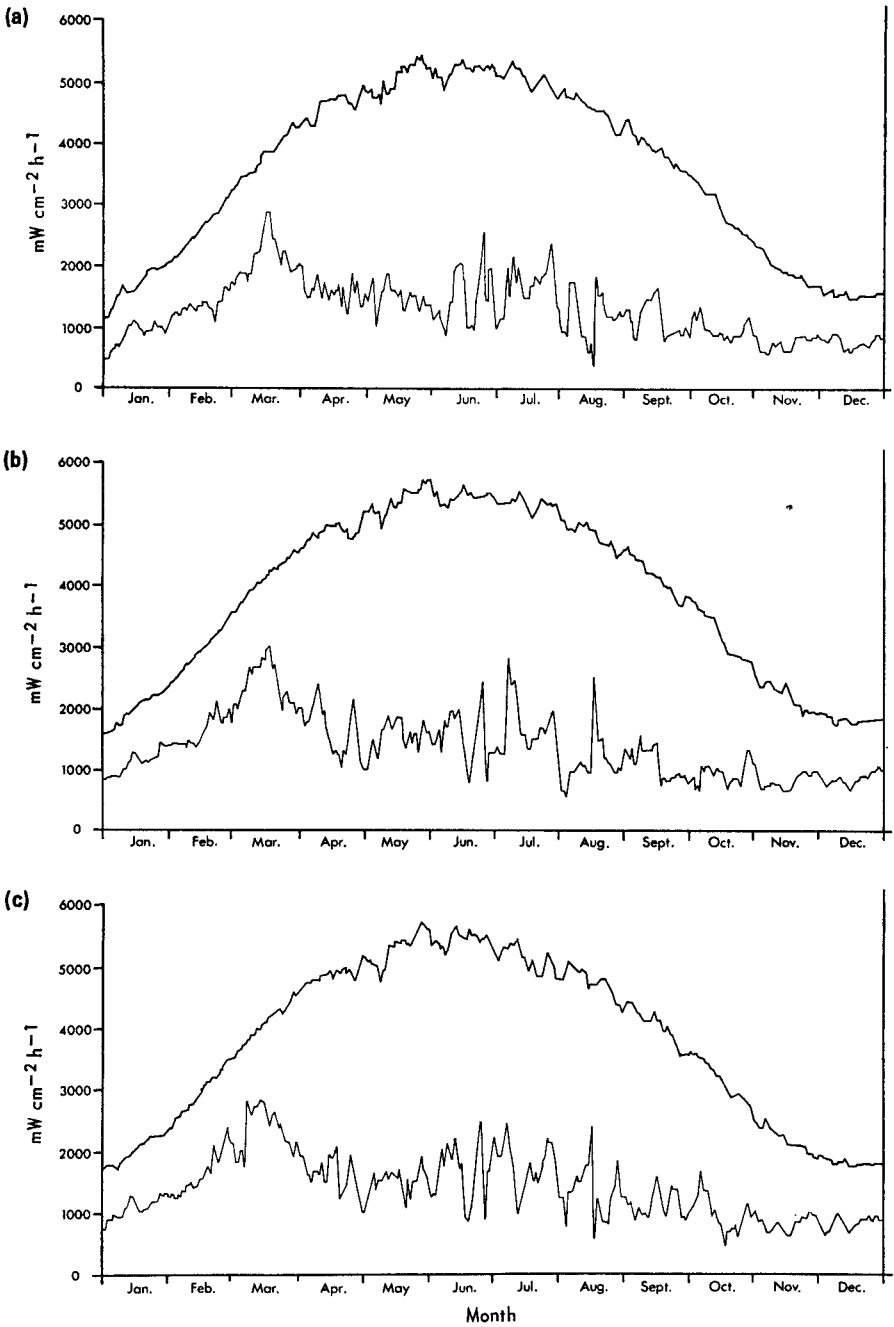 (a)
6000
5000
4000
3000
2000
1000
0
mW cm−2 h−1
Jan. Feb. Mar. Apr. May Jun. Jul. Aug. Sept. Oct. Nov. Dec.
(b)
6000
5000
4000
3000
2000
1000
0
mW cm−2 h−1
Jan. Feb. Mar. Apr. May Jun. Jul. Aug. Sept. Oct. Nov. Dec.
(c)
6000
5000
4000
3000
2000
1000
0
mW cm−2 h−1
Jan. Feb. Mar. Apr. May Jun. Jul. Aug. Sept. Oct. Nov. Dec.
Month